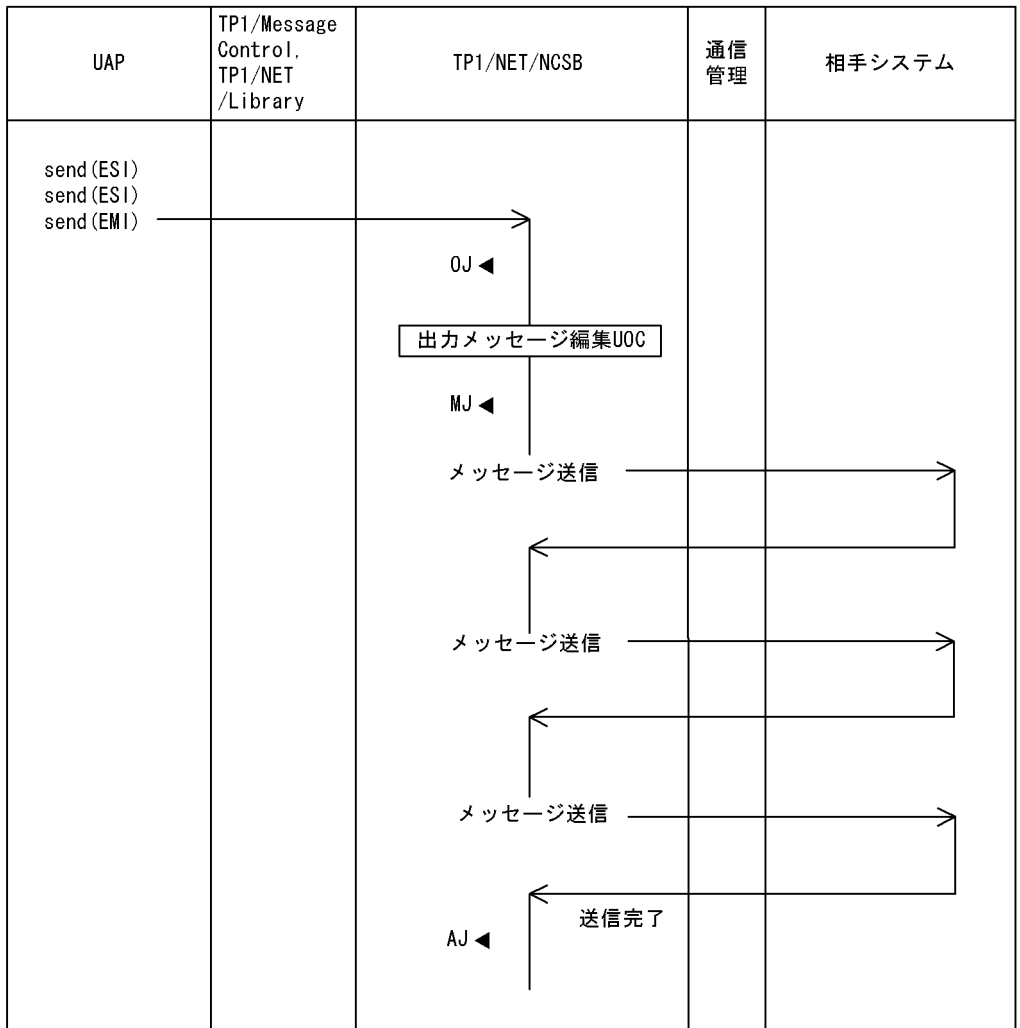 UAP
TP1/Message
Control,
TP1/NET
/Library
TP1/NET/NCSB
通信
管理
相手システム
send(ESI)
send(ESI)
send(EMI)
OJ
出力メッセージ編集UOC
MJ
メッセージ送信
メッセージ送信
メッセージ送信
送信完了
AJ